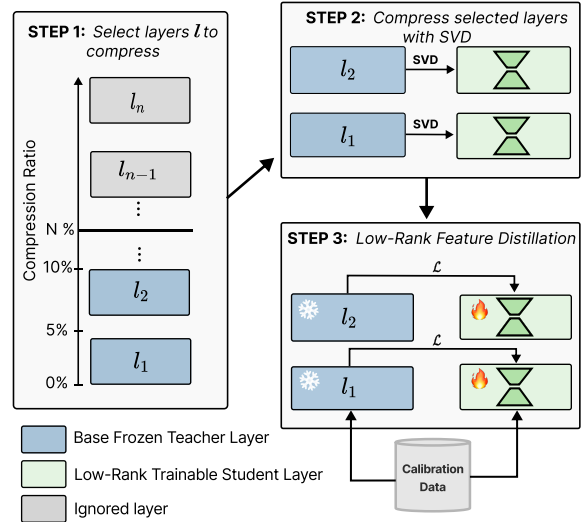 STEP 1: Select layers l to
compress
Compression Ratio
l_n
l_{n-1}
⋮
N %
⋮
10%
l_2
5%
l_1
0%
STEP 2: Compress selected layers
with SVD
l_2
SVD
l_1
SVD
STEP 3: Low-Rank Feature Distillation
ℒ
l_2
ℒ
l_1
Calibration
Data
Base Frozen Teacher Layer
Low-Rank Trainable Student Layer
Ignored layer